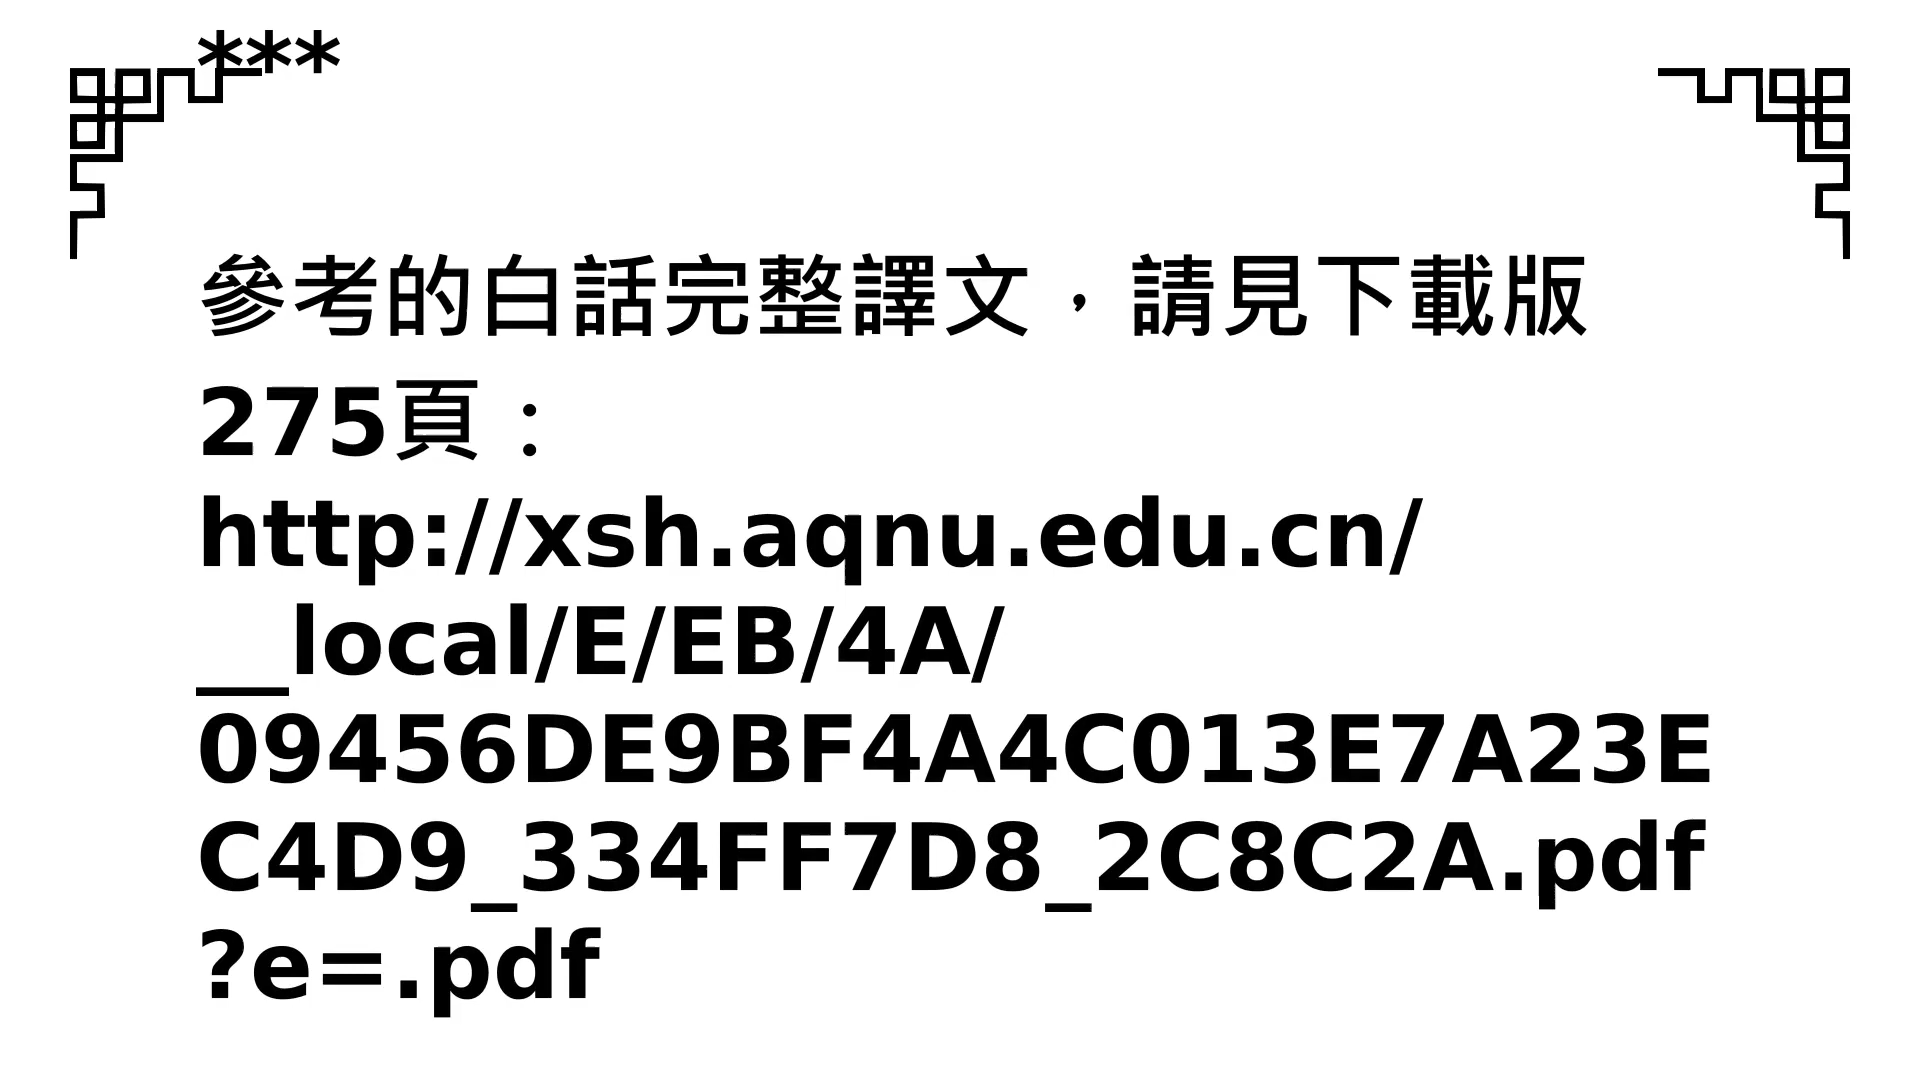 ***
參考的白話完整譯文，請見下載版
275頁：
http://xsh.aqnu.edu.cn/
__local/E/EB/4A/
09456DE9BF4A4C013E7A23E
C4D9_334FF7D8_2C8C2A.pdf
?e=.pdf